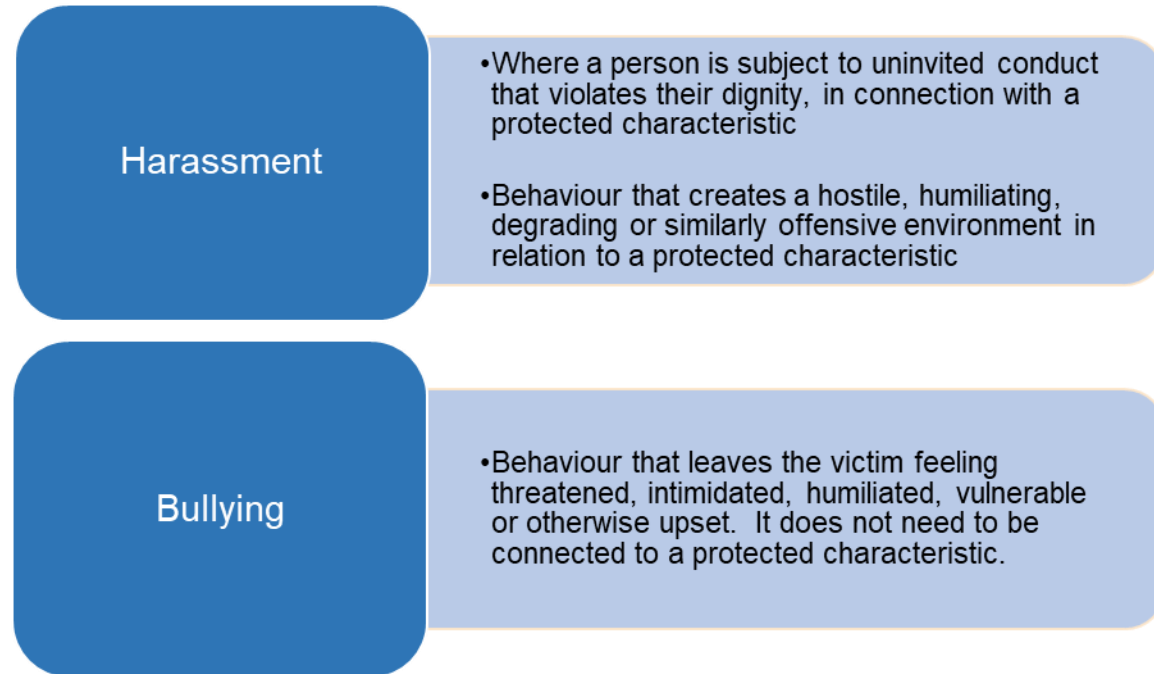 Harassment
•Where a person is subject to uninvited conduct
that violates their dignity, in connection with a
protected characteristic
•Behaviour that creates a hostile, humiliating,
degrading or similarly offensive environment in
relation to a protected characteristic
Bullying
•Behaviour that leaves the victim feeling
threatened, intimidated, humiliated, vulnerable
or otherwise upset.  It does not need to be
connected to a protected characteristic.